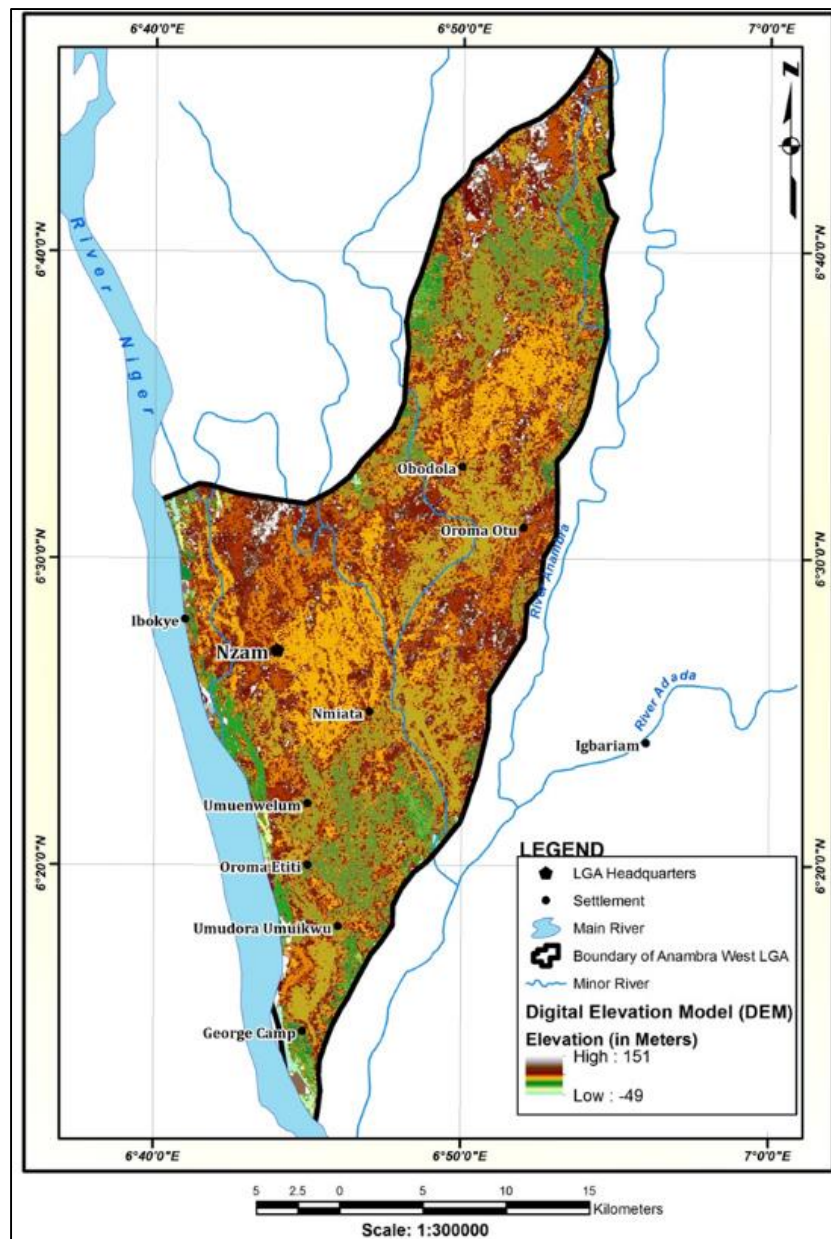 6°40'0"E
6°50'0"E
7°0'0"E
N
6°40'0"N
6°40'0"N
River Niger
Obodola
Oroma Otu
River Anambra
6°30'0"N
6°30'0"N
Ibokye
Nzam
River Adada
Nmiata
Igbariam
Umuenwelum
LEGEND
6°20'0"N
6°20'0"N
Oroma Etiti
LGA Headquarters
Settlement
Umudora Umuikwu
Main River
Boundary of Anambra West LGA
Minor River
Digital Elevation Model (DEM)
George Camp
Elevation (in Meters)
High : 151
Low : -49
6°40'0"E
6°50'0"E
7°0'0"E
5 2.5 0 5 10 15
Kilometers
Scale: 1:300000